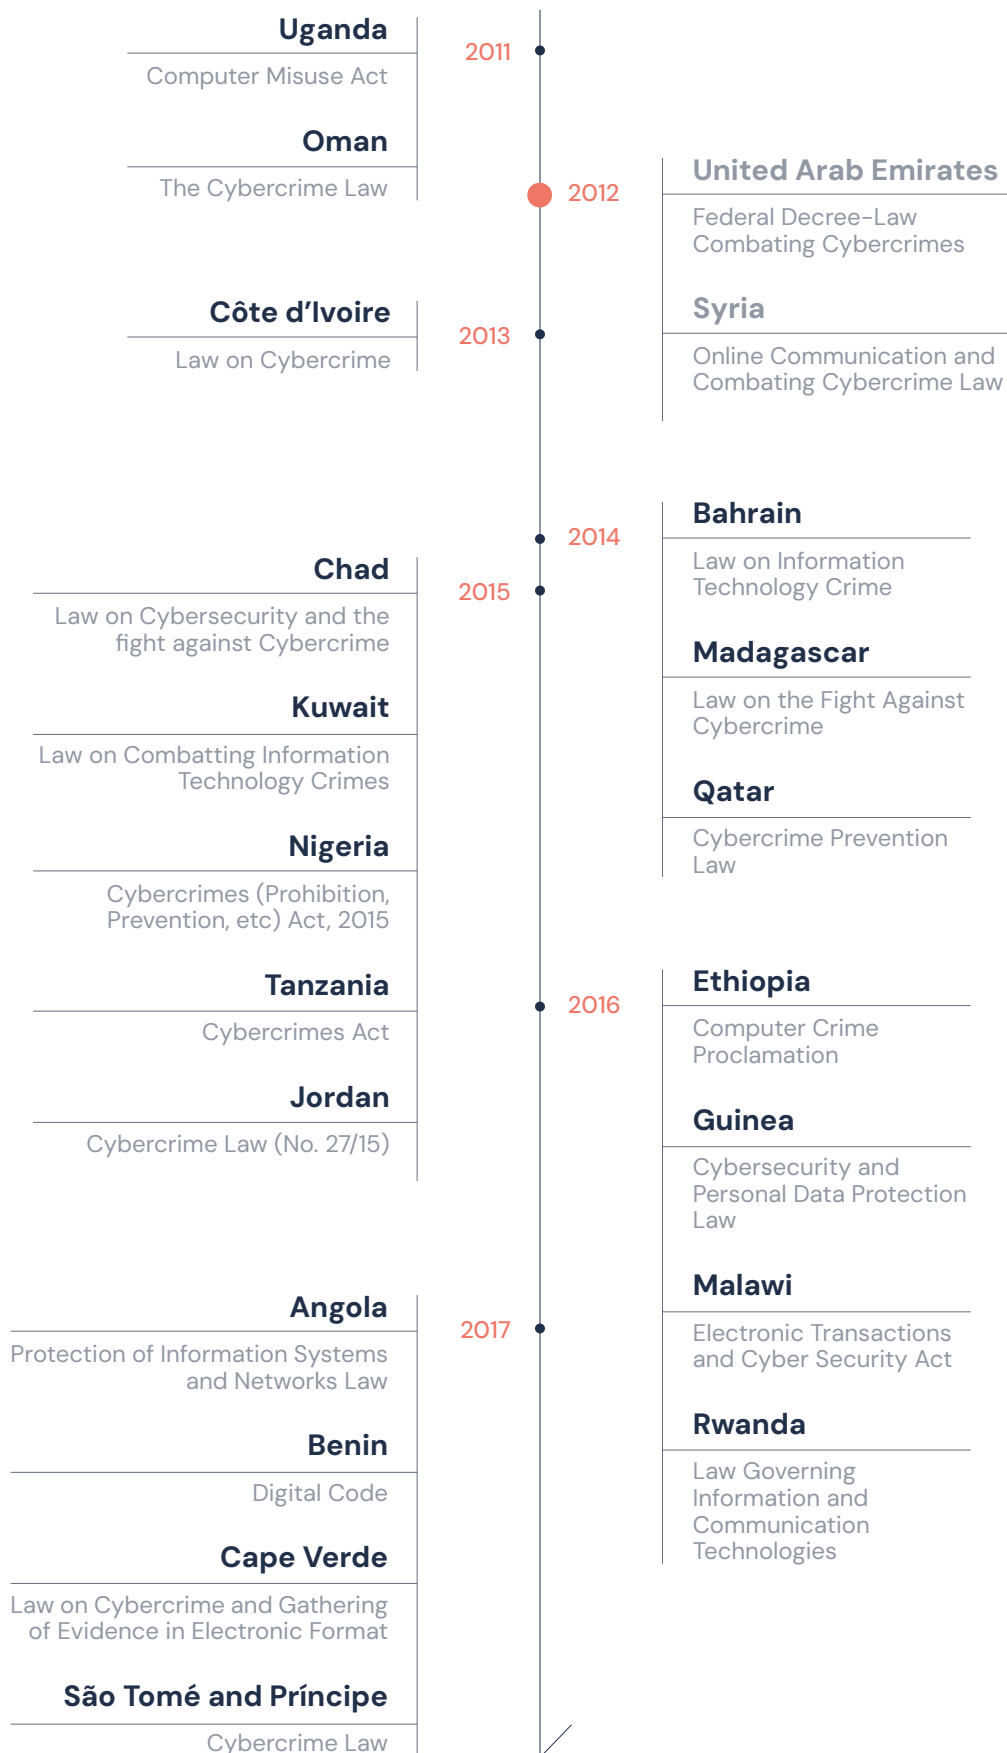 2011
Uganda
Computer Misuse Act
Oman
The Cybercrime Law
2012
United Arab Emirates
Federal Decree-Law
Combating Cybercrimes
Syria
Online Communication and
Combating Cybercrime Law
2013
Côte d’Ivoire
Law on Cybercrime
2014
Bahrain
Law on Information
Technology Crime
Madagascar
Law on the Fight Against
Cybercrime
Qatar
Cybercrime Prevention
Law
2015
Chad
Law on Cybersecurity and the
fight against Cybercrime
Kuwait
Law on Combatting Information
Technology Crimes
Nigeria
Cybercrimes (Prohibition,
Prevention, etc) Act, 2015
Tanzania
Cybercrimes Act
Jordan
Cybercrime Law (No. 27/15)
2016
Ethiopia
Computer Crime
Proclamation
Guinea
Cybersecurity and
Personal Data Protection
Law
Malawi
Electronic Transactions
and Cyber Security Act
Rwanda
Law Governing
Information and
Communication
Technologies
2017
Angola
Protection of Information Systems
and Networks Law
Benin
Digital Code
Cape Verde
Law on Cybercrime and Gathering
of Evidence in Electronic Format
São Tomé and Príncipe
Cybercrime Law